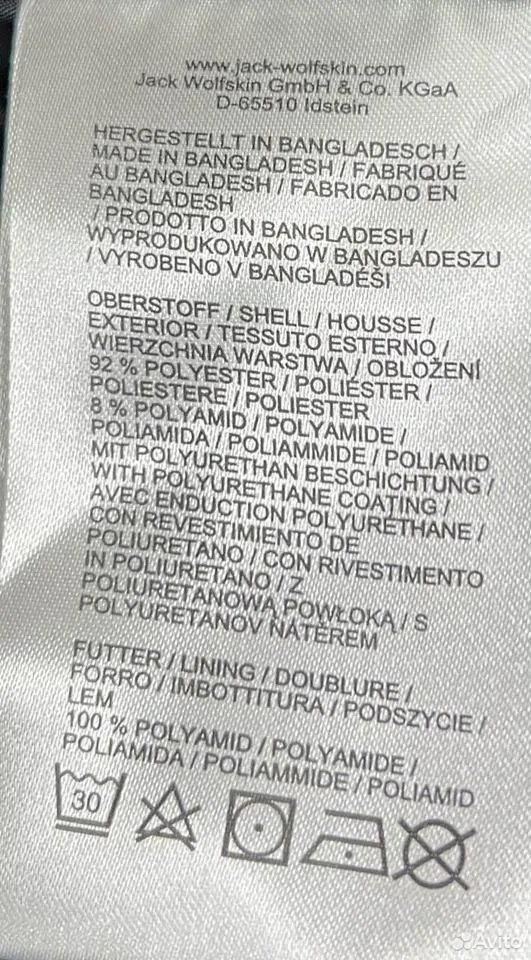 www.jack-wolfskin.com
Jack Wolfskin GmbH & Co. KGaA
D-65510 Idstein
HERGESTELLT IN BANGLADESCH /
MADE IN BANGLADESH / FABRIQUÉ
AU BANGLADESH / FABRICADO EN
BANGLADESH
/ PRODOTTO IN BANGLADESH /
WYPRODUKOWANO W BANGLADESZU
/ VYROBENO V BANGLADÉŠI
OBERSTOFF / SHELL / HOUSSE /
EXTERIOR / TESSUTO ESTERNO /
WIERZCHNIA WARSTWA / OBLOŽENÍ
92 % POLYESTER / POLIÉSTER /
POLIESTERE / POLIESTER
8 % POLYAMID / POLYAMIDE /
POLIAMIDA / POLIAMMIDE / POLIAMID
MIT POLYURETHAN BESCHICHTUNG /
WITH POLYURETHANE COATING /
AVEC ENDUCTION POLYURETHANE /
CON REVESTIMIENTO DE
POLIURETANO / CON RIVESTIMENTO
IN POLIURETANO / Z
POLIURETANOWĄ POWŁOKĄ / S
POLYURETANOV NÁTĚREM
FUTTER / LINING / DOUBLURE /
FORRO / IMBOTTITURA / PODSZYCIE /
LEM
100 % POLYAMID / POLYAMIDE /
POLIAMIDA / POLIAMMIDE / POLIAMID
30
Avito